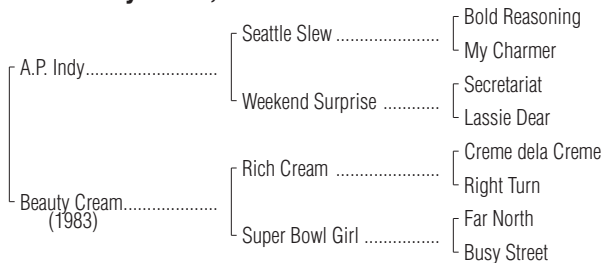 Bold Reasoning
Seattle Slew ....................
My Charmer
A.P. Indy.........................
Secretariat
Weekend Surprise ...........
Lassie Dear
Creme dela Creme
Rich Cream ....................
Right Turn
Beauty Cream..................
(1983)
Far North
Super Bowl Girl ..............
Busy Street